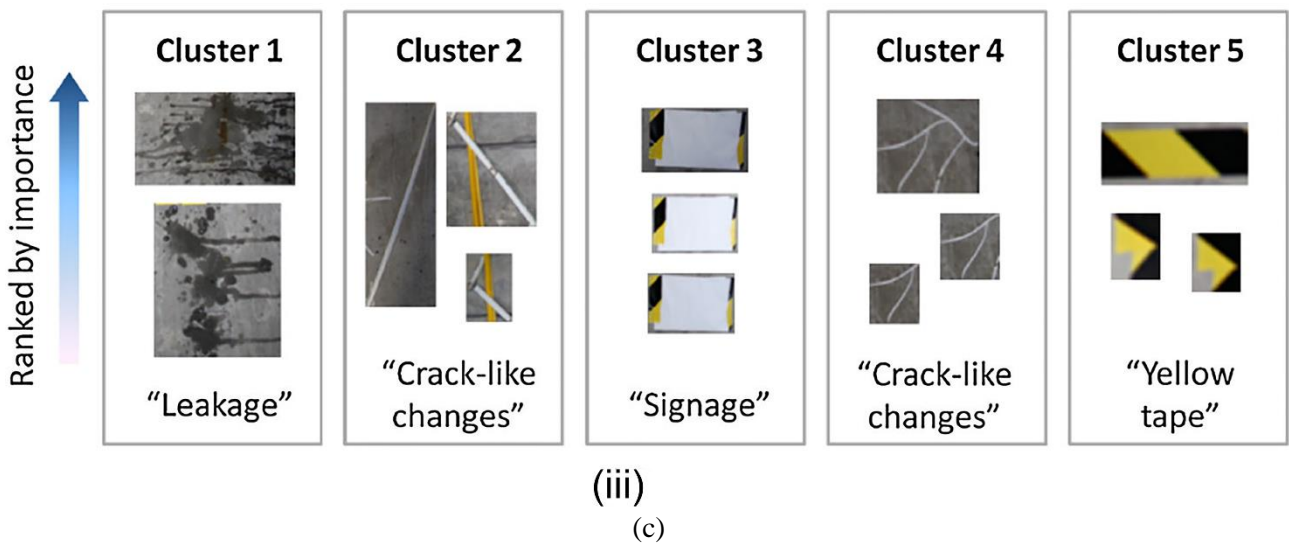 Ranked by importance
Cluster 1
“Leakage”
Cluster 2
“Crack-like
changes”
Cluster 3
“Signage”
Cluster 4
“Crack-like
changes”
Cluster 5
“Yellow
tape”
(iii)
(c)